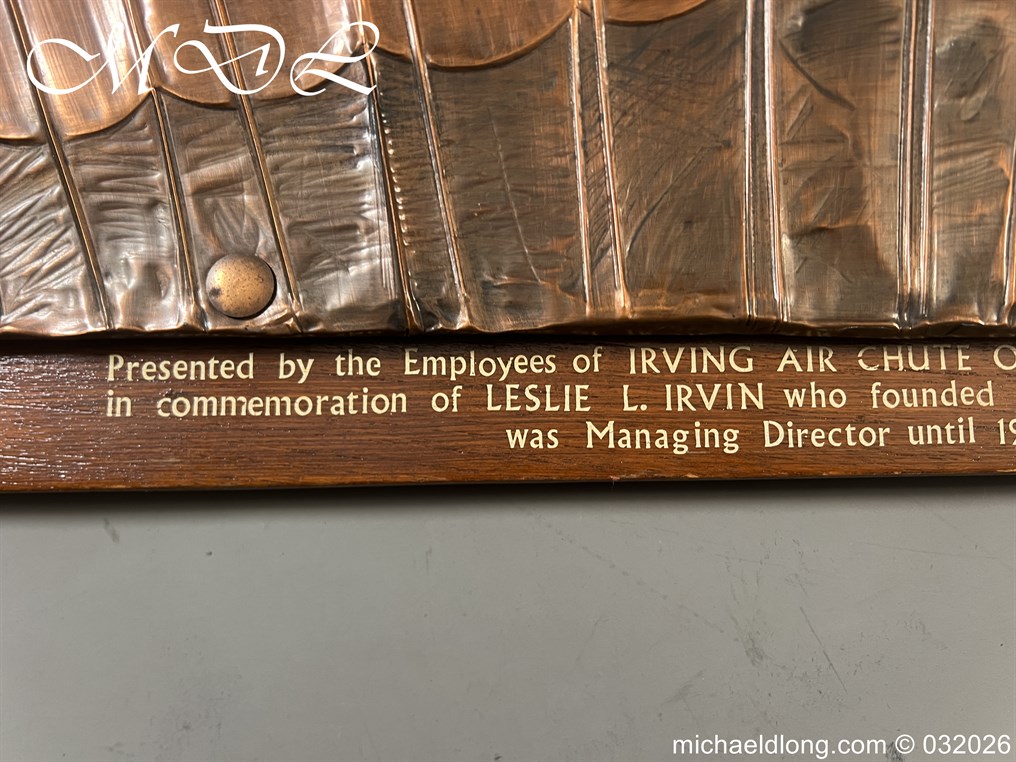 MDL
Presented by the Employees of IRVING AIR CHUTE
in commemoration of LESLIE L. IRVIN who founded
was Managing Director until
michaeldlong.com © 032026